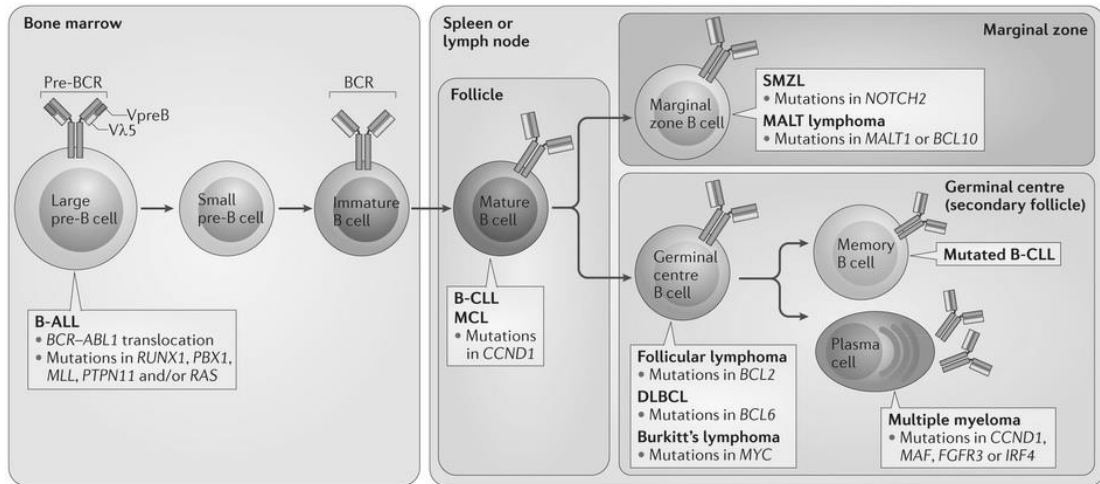 Bone marrow
Pre-BCR
VpreB
Vλ5
BCR
Large
pre-B cell
Small
pre-B cell
Immature
B cell
B-ALL
• BCR–ABL1 translocation
• Mutations in RUNX1, PBX1,
MLL, PTPN11 and/or RAS
Spleen or
lymph node
Follicle
Mature
B cell
B-CLL
MCL
• Mutations
in CCND1
Marginal zone
Marginal
zone B cell
SMZL
• Mutations in NOTCH2
MALT lymphoma
• Mutations in MALT1 or BCL10
Germinal centre
(secondary follicle)
Germinal
centre
B cell
Memory
B cell
Mutated B-CLL
Plasma
cell
Follicular lymphoma
• Mutations in BCL2
DLBCL
• Mutations in BCL6
Burkitt's lymphoma
• Mutations in MYC
Multiple myeloma
• Mutations in CCND1,
MAF, FGFR3 or IRF4